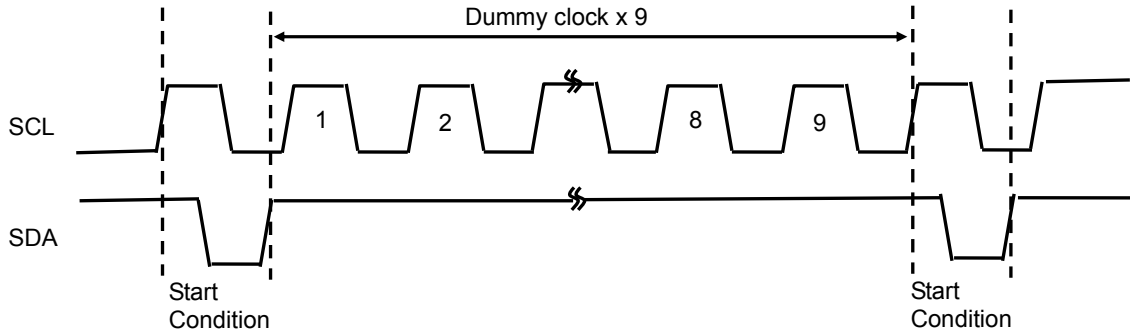 Dummy clock x 9
SCL
1
2
8
9
SDA
Start
Condition
Start
Condition